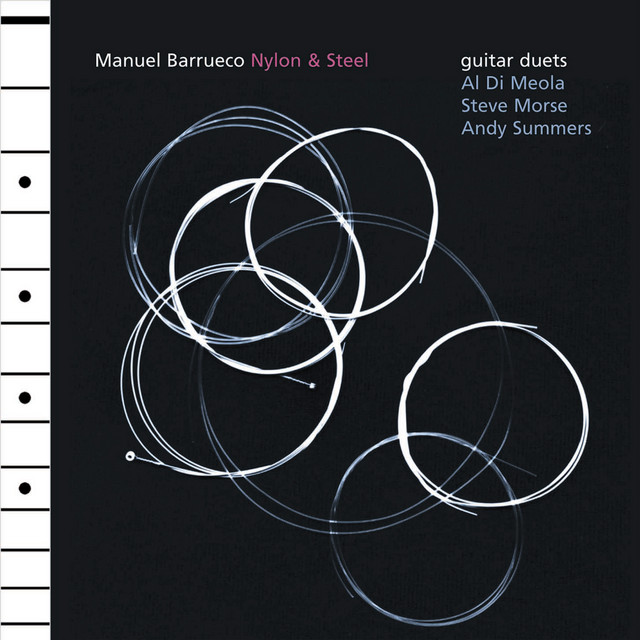 Manuel Barrueco Nylon & Steel
guitar duets
Al Di Meola
Steve Morse
Andy Summers